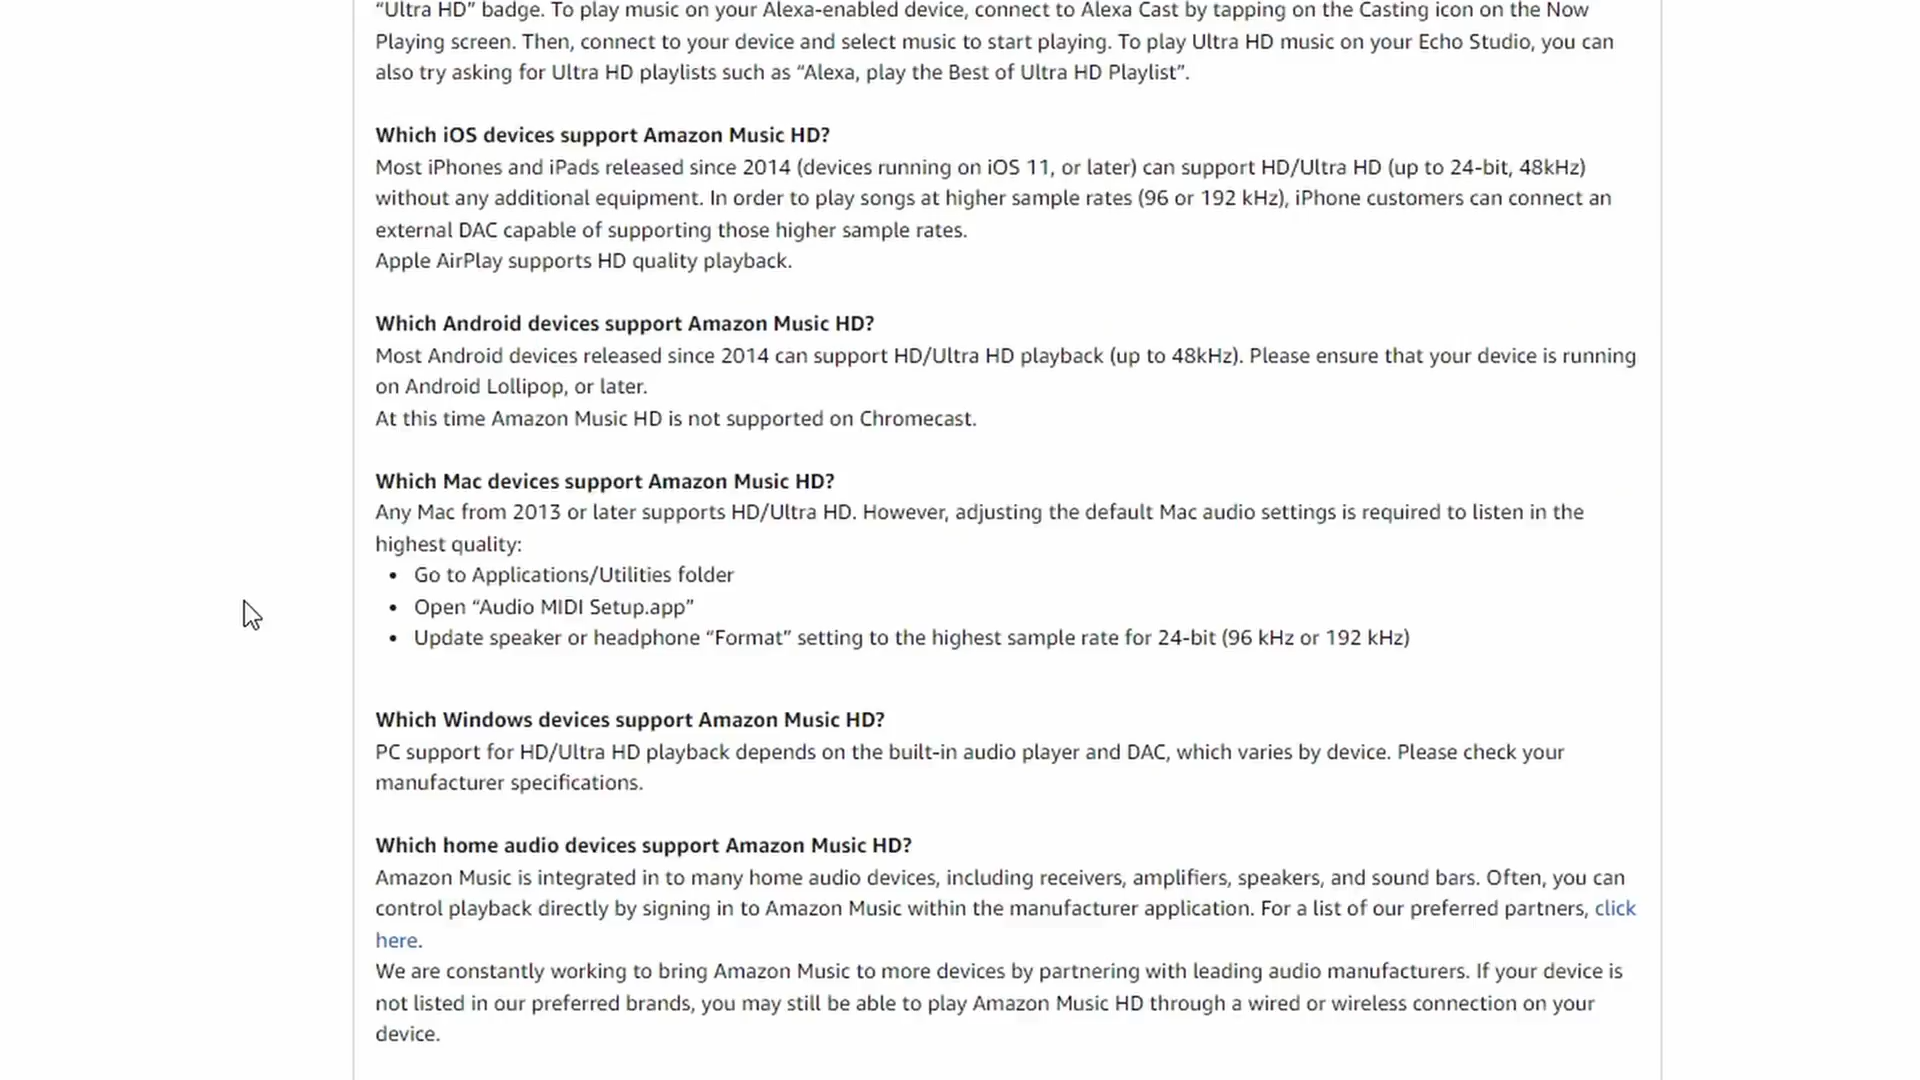 “Ultra HD” badge. To play music on your Alexa-enabled device, connect to Alexa Cast by tapping on the Casting icon on the Now
Playing screen. Then, connect to your device and select music to start playing. To play Ultra HD music on your Echo Studio, you can
also try asking for Ultra HD playlists such as “Alexa, play the Best of Ultra HD Playlist”.
Which iOS devices support Amazon Music HD?
Most iPhones and iPads released since 2014 (devices running on iOS 11, or later) can support HD/Ultra HD (up to 24-bit, 48kHz)
without any additional equipment. In order to play songs at higher sample rates (96 or 192 kHz), iPhone customers can connect an
external DAC capable of supporting those higher sample rates.
Apple AirPlay supports HD quality playback.
Which Android devices support Amazon Music HD?
Most Android devices released since 2014 can support HD/Ultra HD playback (up to 48kHz). Please ensure that your device is running
on Android Lollipop, or later.
At this time Amazon Music HD is not supported on Chromecast.
Which Mac devices support Amazon Music HD?
Any Mac from 2013 or later supports HD/Ultra HD. However, adjusting the default Mac audio settings is required to listen in the
highest quality:
• Go to Applications/Utilities folder
• Open “Audio MIDI Setup.app”
• Update speaker or headphone “Format” setting to the highest sample rate for 24-bit (96 kHz or 192 kHz)
Which Windows devices support Amazon Music HD?
PC support for HD/Ultra HD playback depends on the built-in audio player and DAC, which varies by device. Please check your
manufacturer specifications.
Which home audio devices support Amazon Music HD?
Amazon Music is integrated in to many home audio devices, including receivers, amplifiers, speakers, and sound bars. Often, you can
control playback directly by signing in to Amazon Music within the manufacturer application. For a list of our preferred partners, click
here.
We are constantly working to bring Amazon Music to more devices by partnering with leading audio manufacturers. If your device is
not listed in our preferred brands, you may still be able to play Amazon Music HD through a wired or wireless connection on your
device.